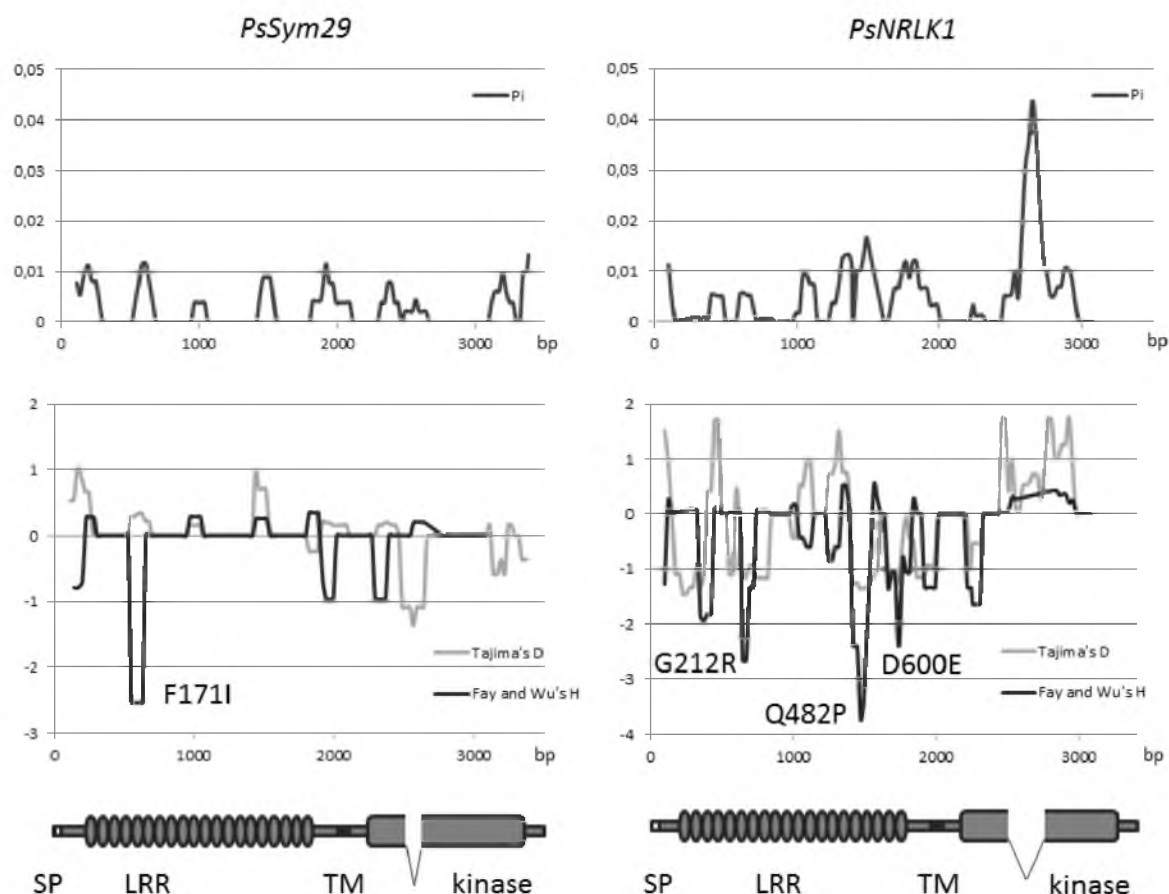 PsSym29
PsNRLK1
0,05
0,04
0,03
0,02
0,01
0
Pi
0 1000 2000 3000 bp
0,05
0,04
0,03
0,02
0,01
0
Pi
0 1000 2000 3000 bp
2
1
0
-1
-2
-3
F171I
Tajima's D
Fay and Wu's H
0 1000 2000 3000 bp
2
1
0
-1
-2
-3
-4
G212R
D600E
Q482P
Tajima's D
Fay and Wu's H
0 1000 2000 3000 bp
SP LRR TM kinase
SP LRR TM kinase